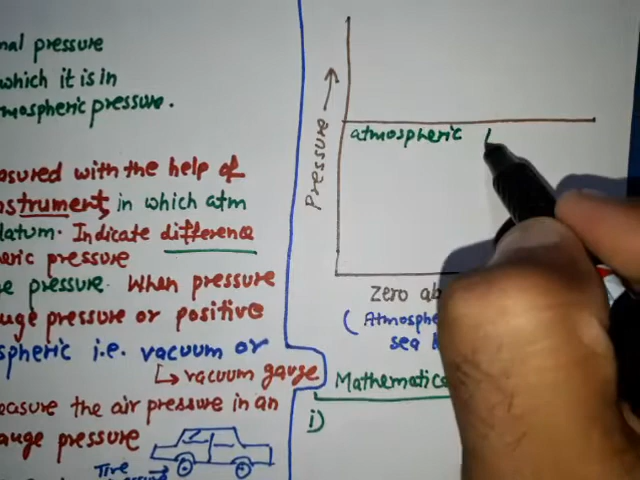 nal pressure
which it is in
mospheric pressure.
asured with the help of
nstrument, in which atm
datum. Indicate difference
eric pressure
pressure. When pressure
uge pressure or positive
spheric i.e. vacuum or
↳ vacuum gauge
easure the air pressure in an
auge pressure
Tire
Pressure →
atmospheric
Zero ab
(Atmosphe
sea
Mathematica
i)